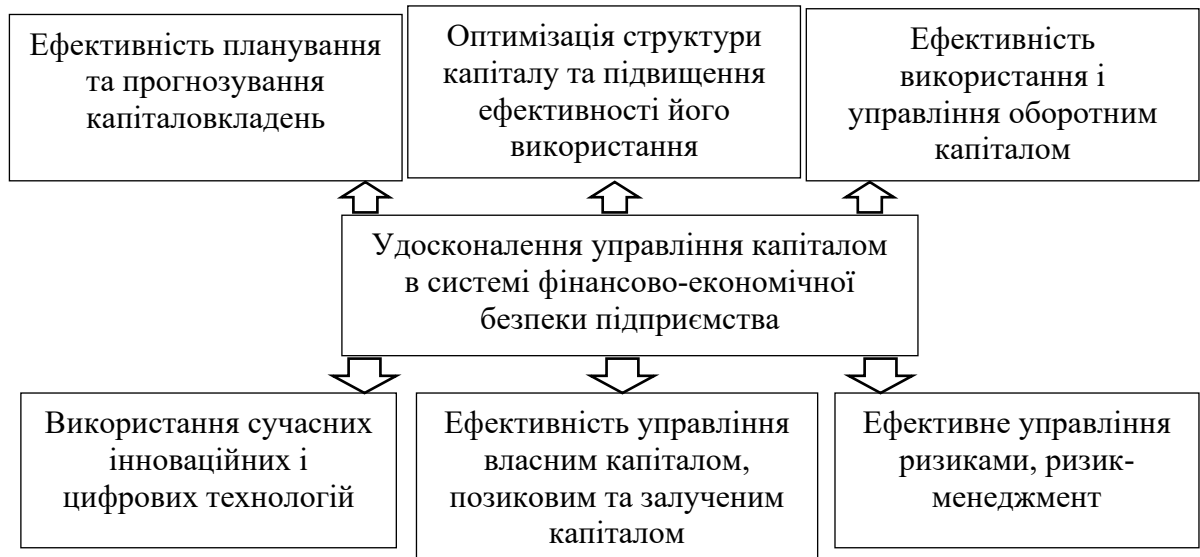 Ефективність планування
та прогнозування
капіталовкладень
Оптимізація структури
капіталу та підвищення
ефективності його
використання
Ефективність
використання і
управління оборотним
капіталом
Удосконалення управління капіталом
в системі фінансово-економічної
безпеки підприємства
Використання сучасних
інноваційних і
цифрових технологій
Ефективність управління
власним капіталом,
позиковим та залученим
капіталом
Ефективне управління
ризиками, ризик-
менеджмент